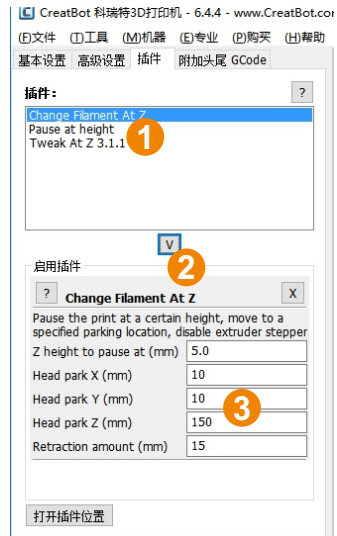 CreatBot 科瑞特3D打印机 - 6.4.4 - www.CreatBot.com
(F)文件 (T)工具 (M)机器 (E)专业 (P)购买 (H)帮助
基本设置 高级设置 插件 附加头尾 GCode
插件： ?
Change Filament At Z
Pause at height
Tweak At Z 3.1.1
1
V
2
启用插件
? Change Filament At Z X
Pause the print at a certain height, move to a
specified parking location, disable extruder stepper
Z height to pause at (mm) 5.0
Head park X (mm) 10
Head park Y (mm) 10
3
Head park Z (mm) 150
Retraction amount (mm) 15
打开插件位置